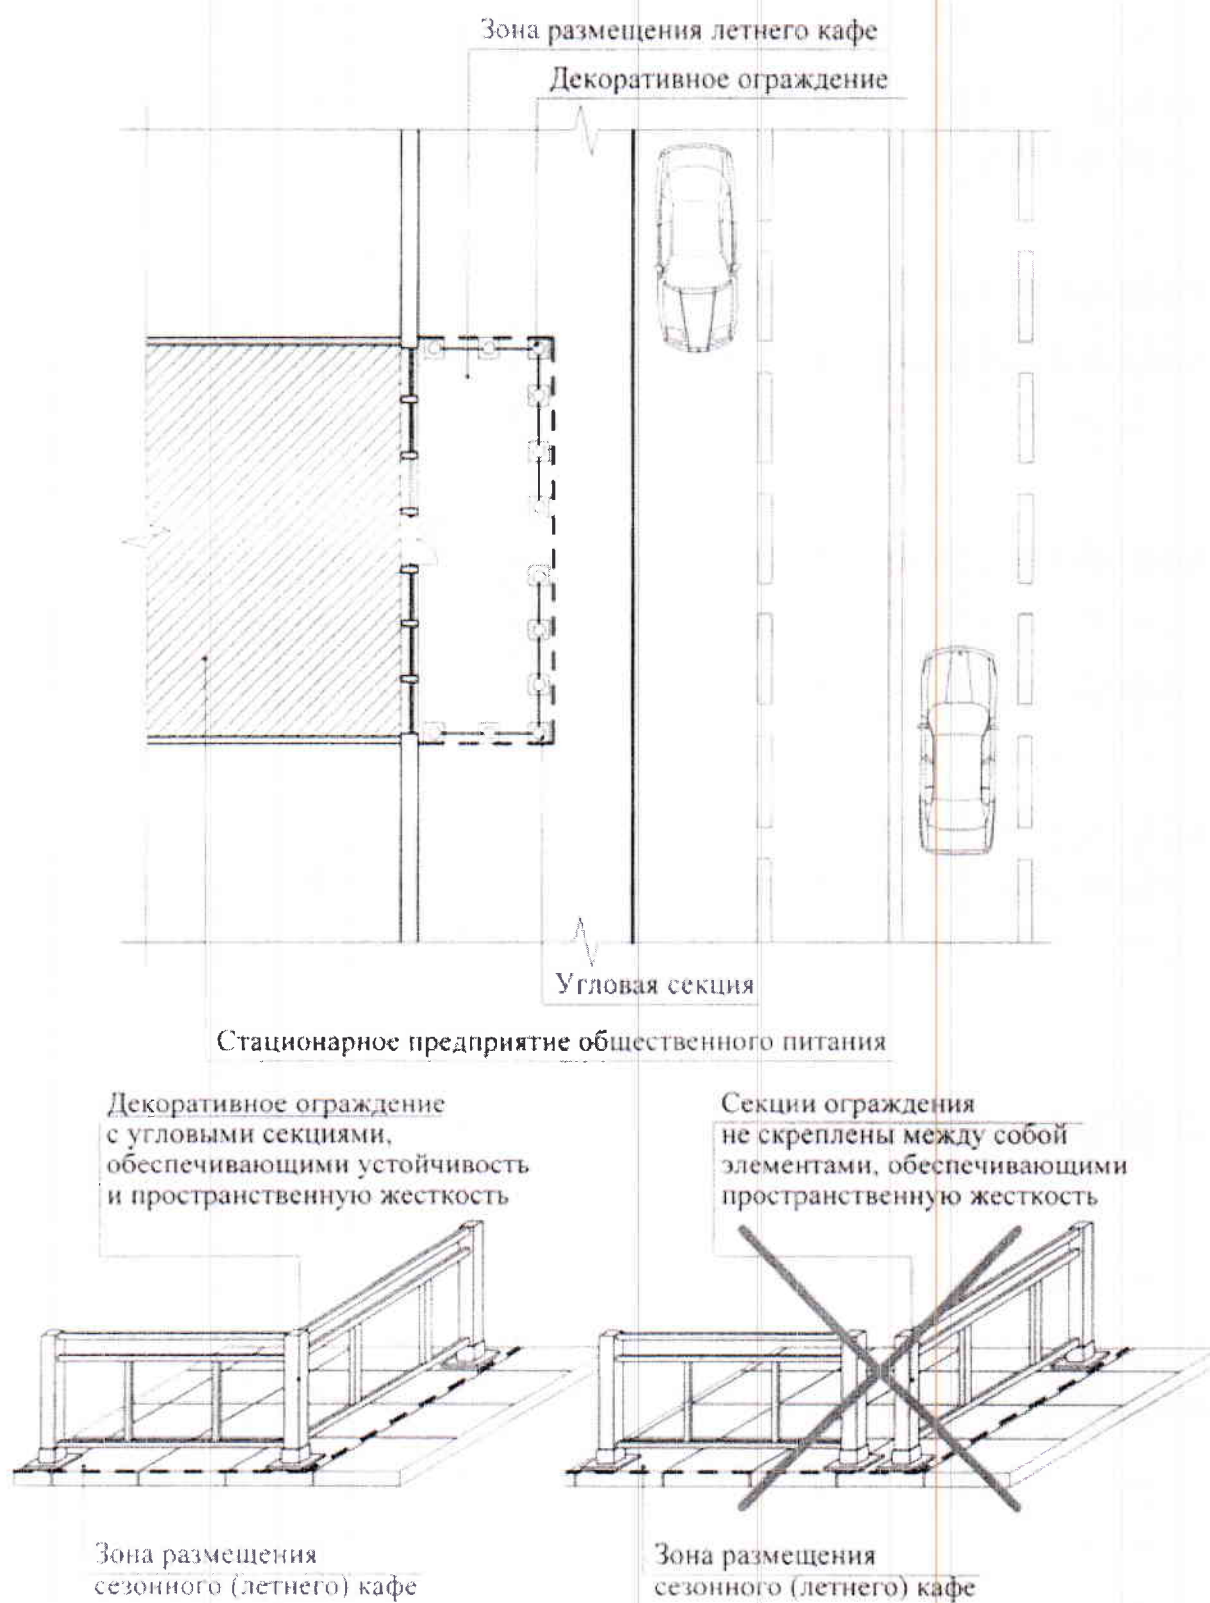 Зона размещения летнего кафе
Декоративное ограждение
Угловая секция
Стационарное предприятие общественного питания
Декоративное ограждение
с угловыми секциями,
обеспечивающими устойчивость
и пространственную жесткость
Секции ограждения
не скреплены между собой
элементами, обеспечивающими
пространственную жесткость
Зона размещения
сезонного (летнего) кафе
Зона размещения
сезонного (летнего) кафе